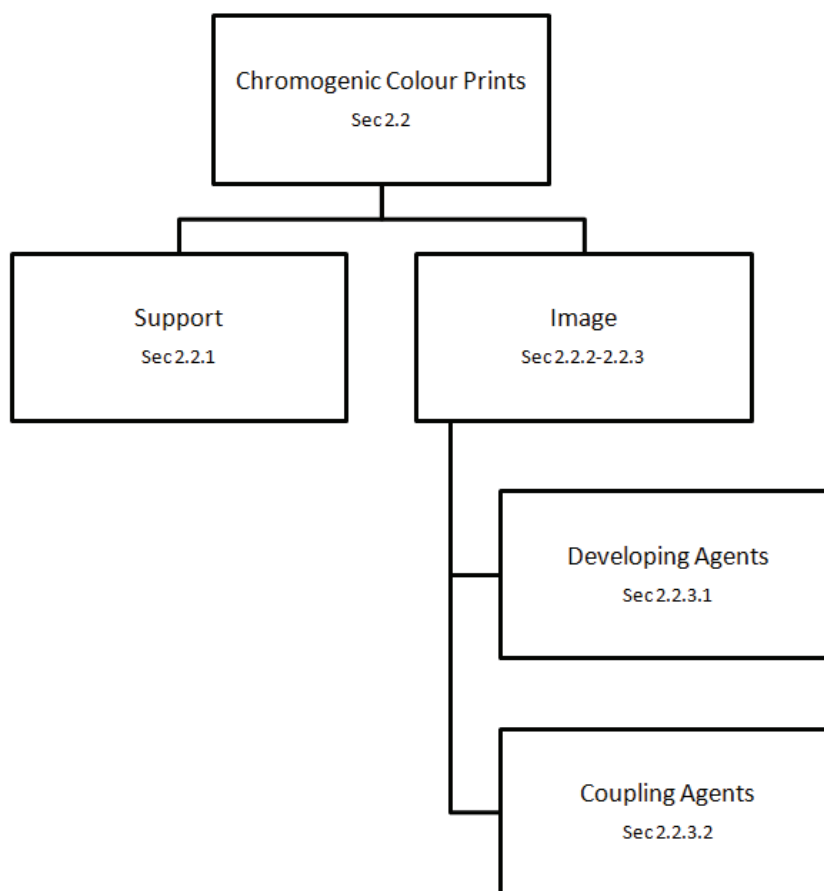 Chromogenic Colour Prints
Sec 2.2
Support
Sec 2.2.1
Image
Sec 2.2.2-2.2.3
Developing Agents
Sec 2.2.3.1
Coupling Agents
Sec 2.2.3.2